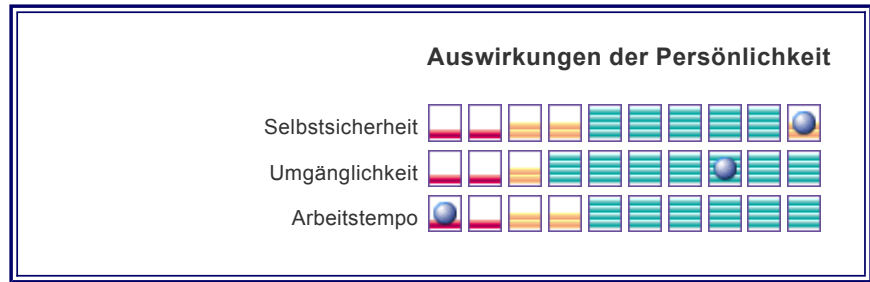 Auswirkungen der Persönlichkeit
Selbstsicherheit
Umgänglichkeit
Arbeitstempo